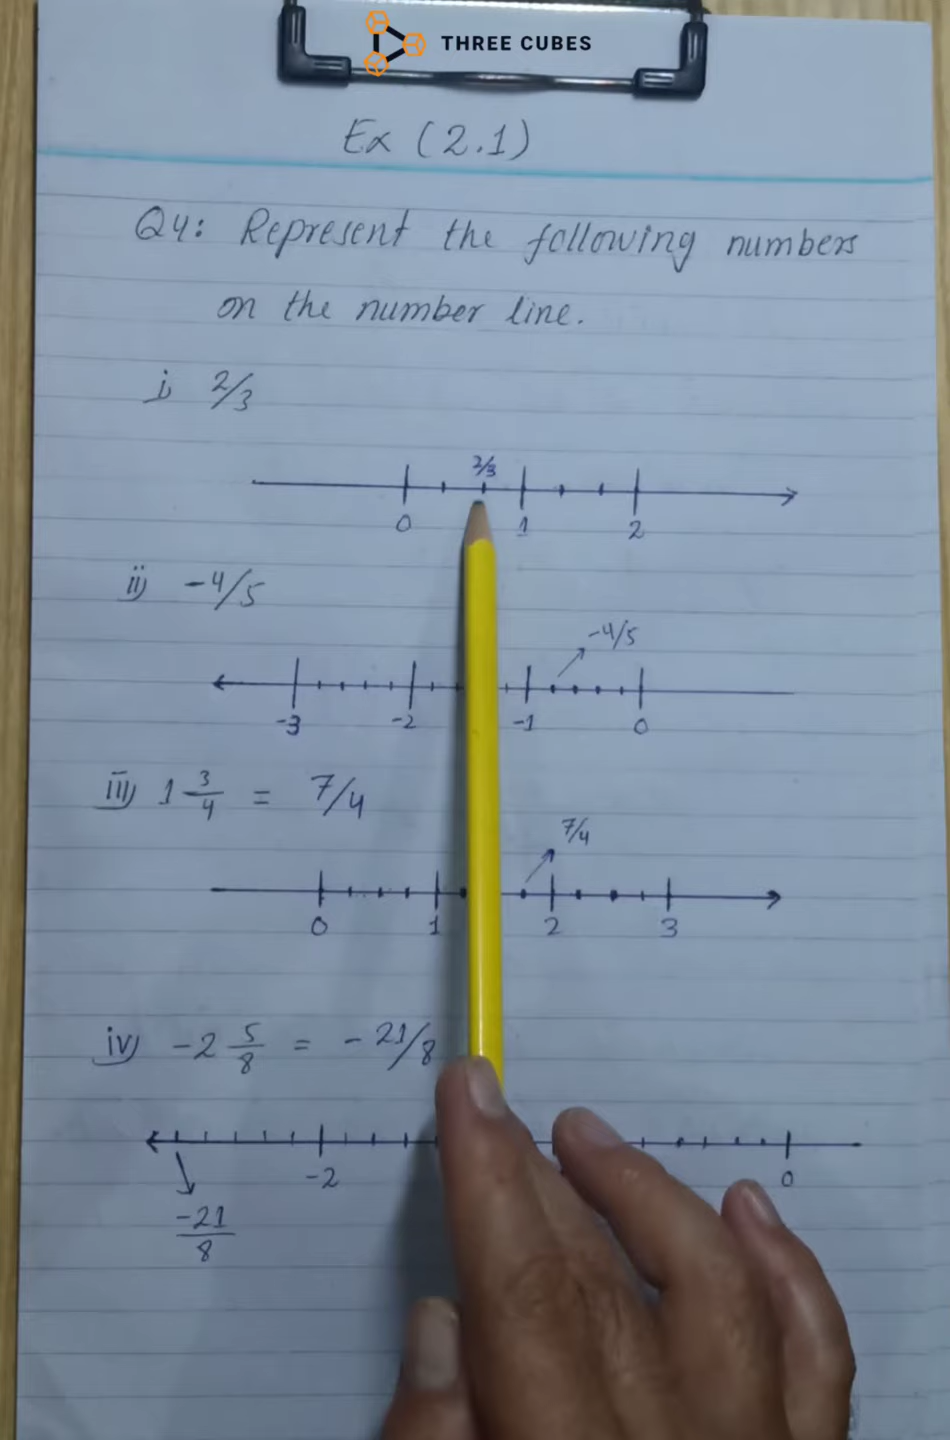 THREE CUBES
Ex (2.1)
Q4: Represent the following numbers
on the number line.
i) 2/3
2/3
0 1 2
ii) -4/5
-4/5
-3 -2 -1 0
iii) 1 3/4 = 7/4
7/4
0 1 2 3
iv) -2 5/8 = -21/8
-2 0
-21/8